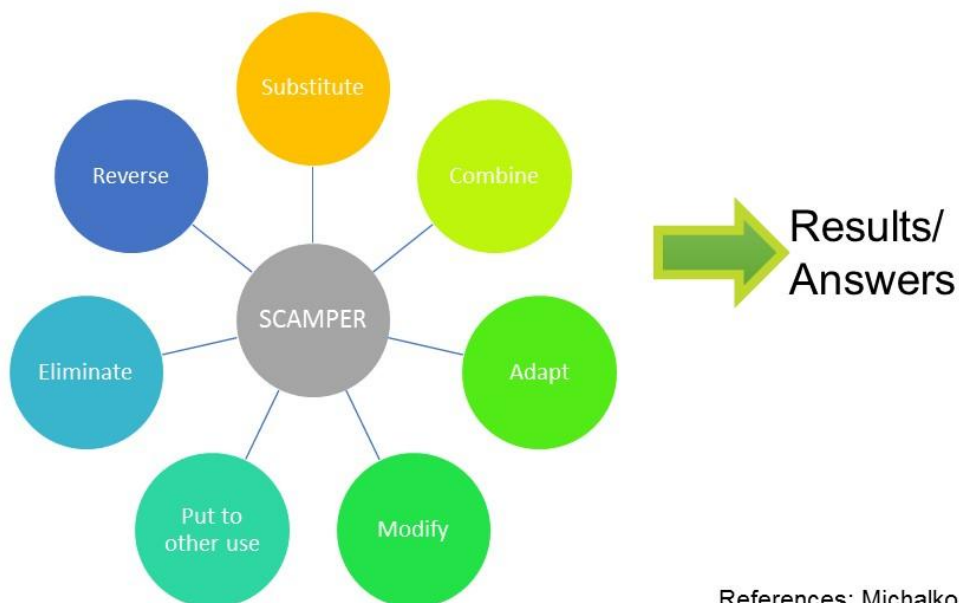 Substitute
Combine
Adapt
Modify
Put to
other use
Eliminate
Reverse
SCAMPER
Results/
Answers
References: Michalko